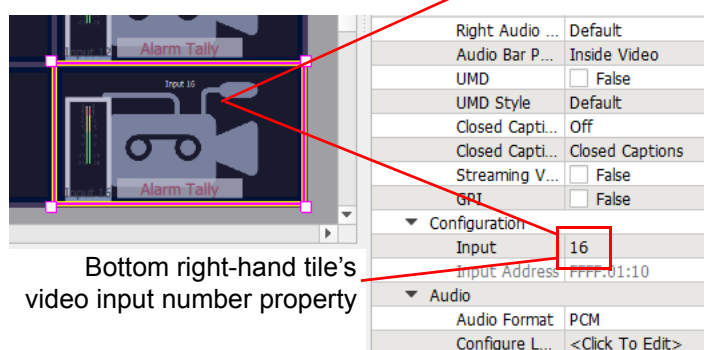 Input 12
Alarm Tally
Input 16
Input 16
Alarm Tally
Bottom right-hand tile's
video input number property
Right Audio ... Default
Audio Bar P... Inside Video
UMD False
UMD Style Default
Closed Capti... Off
Closed Capti... Closed Captions
Streaming V... False
GPI False
Configuration
Input 16
Input Address FFFF:01:10
Audio
Audio Format PCM
Configure L... <Click To Edit>